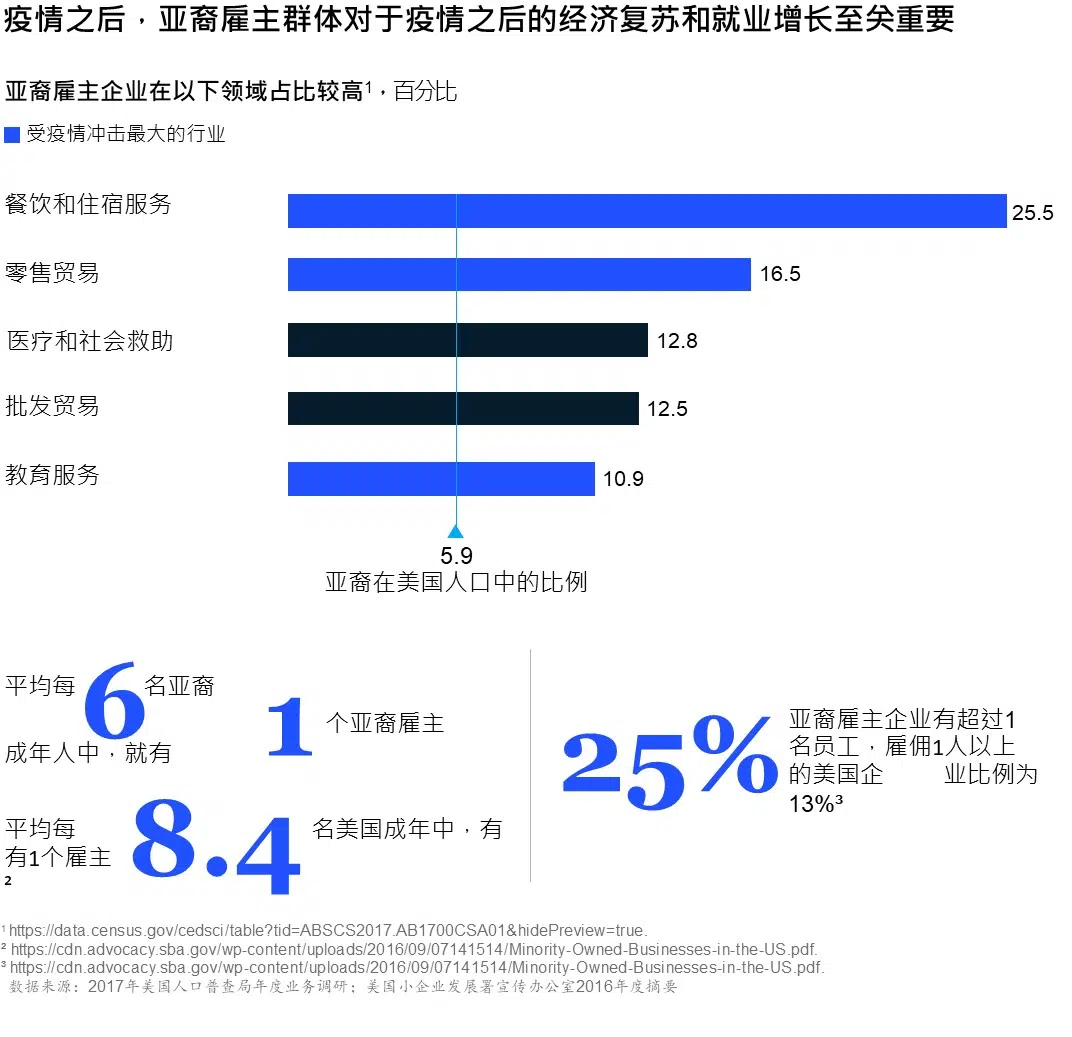 疫情之后，亚裔雇主群体对于疫情之后的经济复苏和就业增长至关重要
亚裔雇主企业在以下领域占比较高¹，百分比
受疫情冲击最大的行业
餐饮和住宿服务 25.5
零售贸易 16.5
医疗和社会救助 12.8
批发贸易 12.5
教育服务 10.9
5.9
亚裔在美国人口中的比例
平均每 6 名亚裔
成年人中，就有 1 个亚裔雇主
平均每 8.4 名美国成年中，有
有1个雇主
²
25%
亚裔雇主企业有超过1
名员工，雇佣1人以上
的美国企 业比例为
13%³
¹ https://data.census.gov/cedsci/table?tid=ABSCS2017.AB1700CSA01&hidePreview=true.
² https://cdn.advocacy.sba.gov/wp-content/uploads/2016/09/07141514/Minority-Owned-Businesses-in-the-US.pdf.
³ https://cdn.advocacy.sba.gov/wp-content/uploads/2016/09/07141514/Minority-Owned-Businesses-in-the-US.pdf.
数据来源：2017年美国人口普查局年度业务调研；美国小企业发展署宣传办公室2016年度摘要